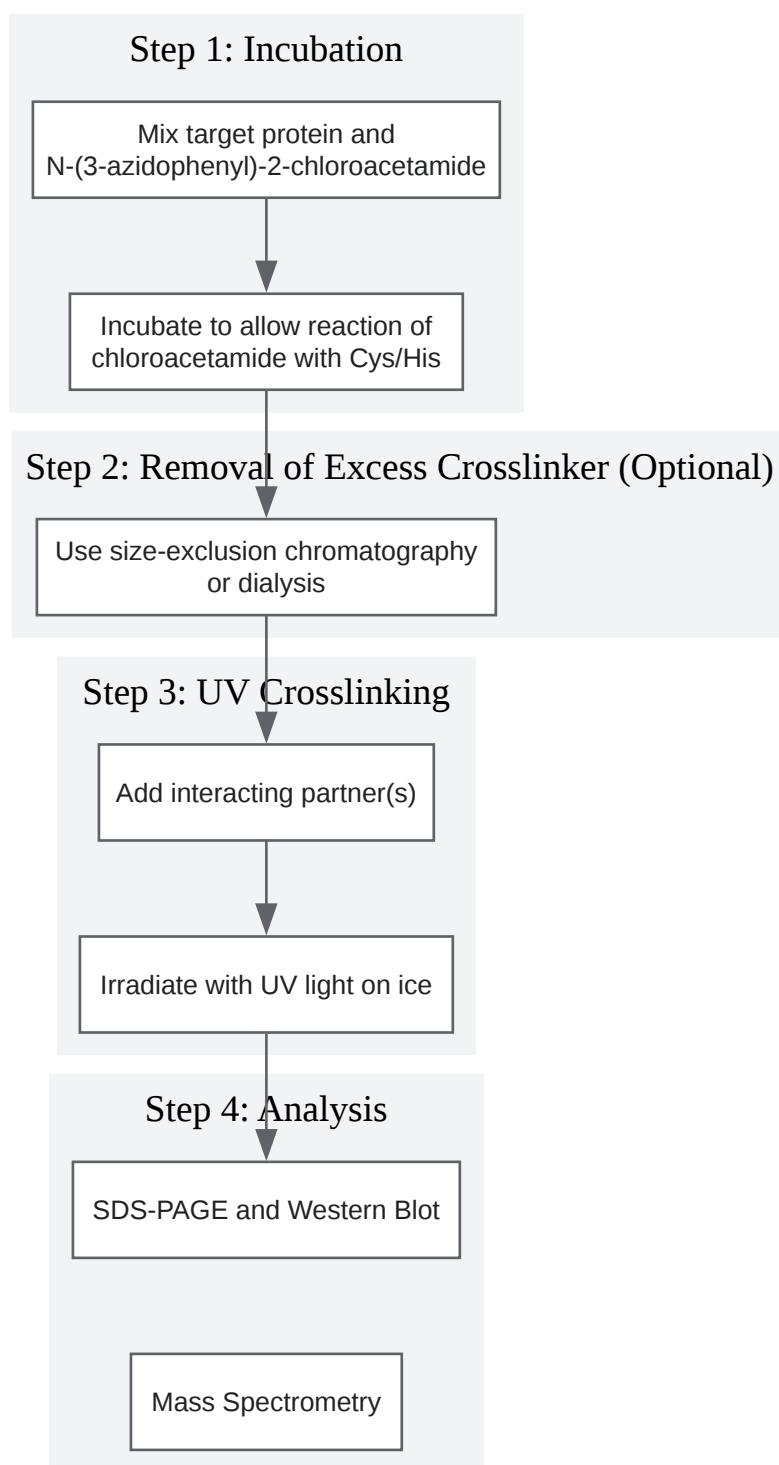 Step 1: Incubation
Mix target protein and
N-(3-azidophenyl)-2-chloroacetamide
Incubate to allow reaction of
chloroacetamide with Cys/His
Step 2: Removal of Excess Crosslinker (Optional)
Use size-exclusion chromatography
or dialysis
Step 3: UV Crosslinking
Add interacting partner(s)
Irradiate with UV light on ice
Step 4: Analysis
SDS-PAGE and Western Blot
Mass Spectrometry